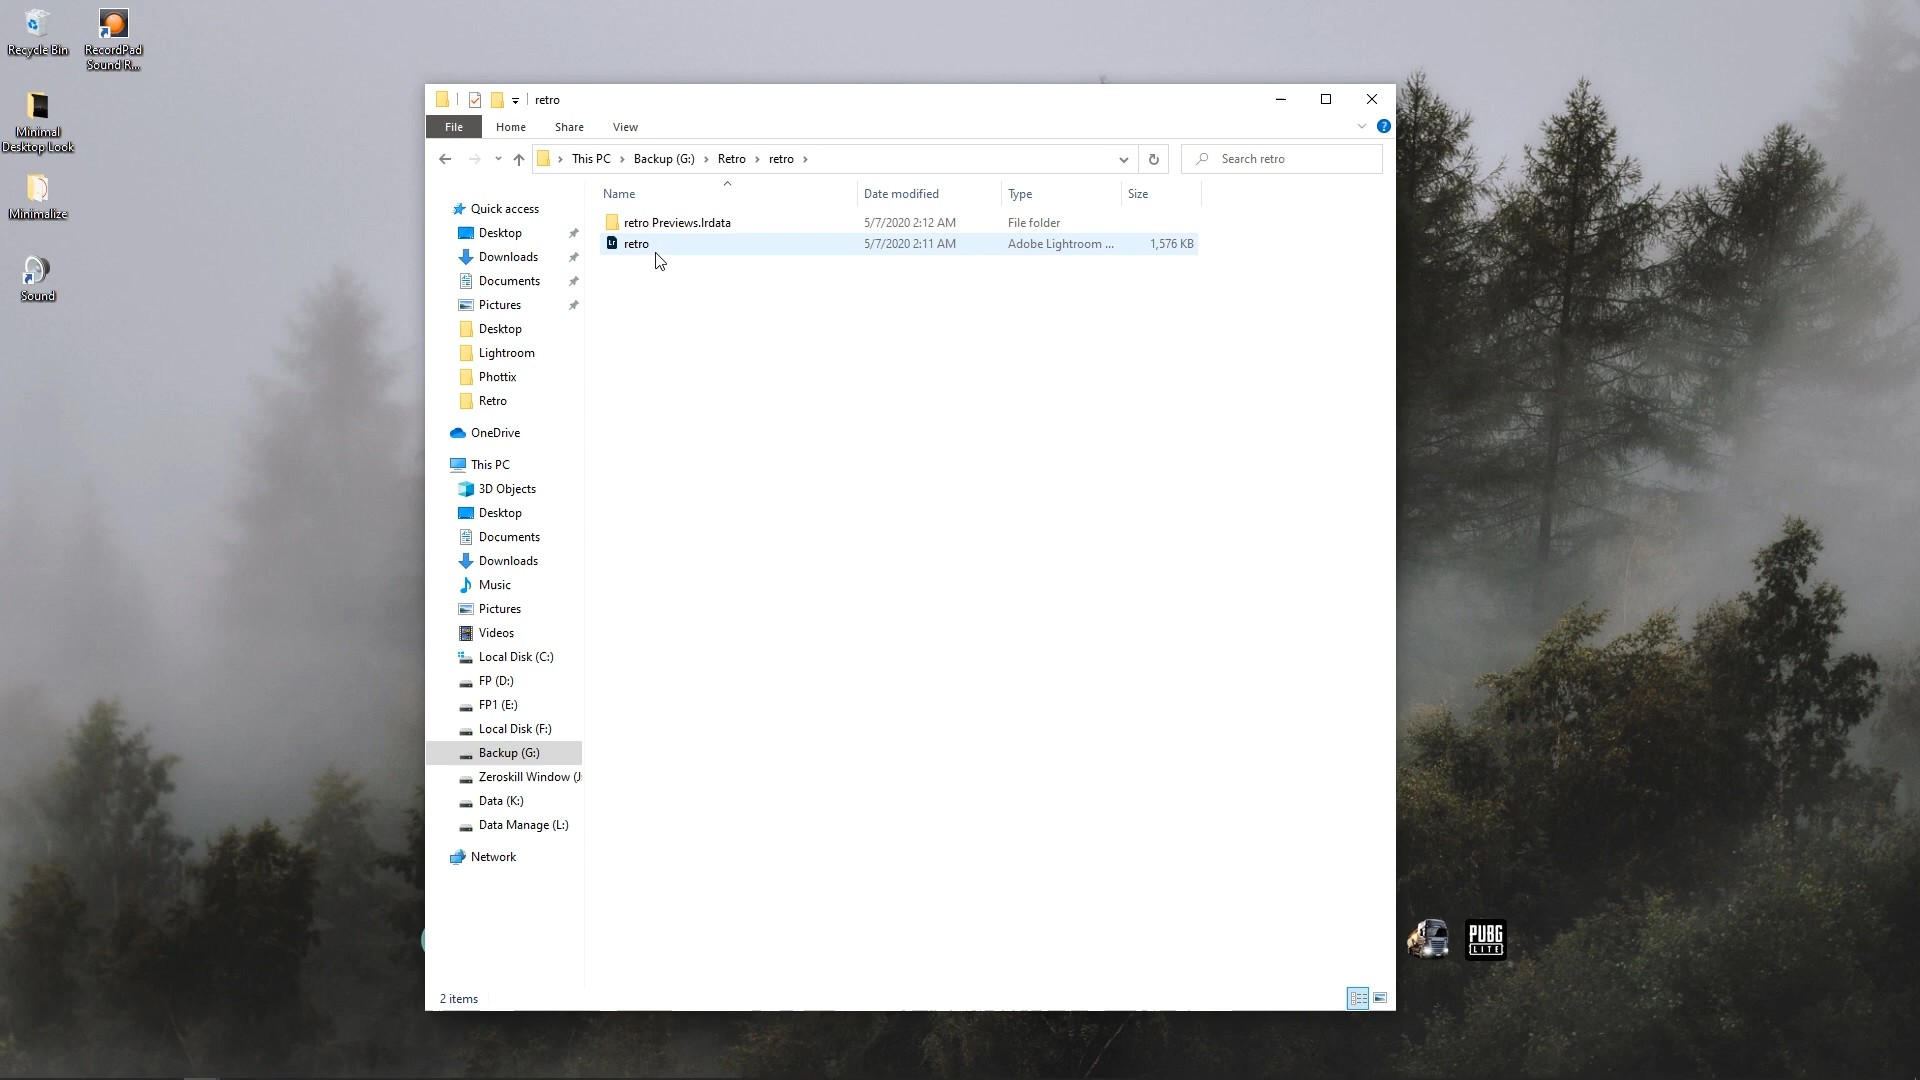 Recycle Bin
RecordPad
Sound R...
Minimal
Desktop Look
Minimalize
Sound
retro
File
Home
Share
View
This PC
Backup (G:)
Retro
retro
Search retro
Name
Date modified
Type
Size
retro Previews.lrdata
5/7/2020 2:12 AM
File folder
retro
5/7/2020 2:11 AM
Adobe Lightroom ...
1,576 KB
Quick access
Desktop
Downloads
Documents
Pictures
Desktop
Lightroom
Phottix
Retro
OneDrive
This PC
3D Objects
Desktop
Documents
Downloads
Music
Pictures
Videos
Local Disk (C:)
FP (D:)
FP1 (E:)
Local Disk (F:)
Backup (G:)
Zeroskill Window (J:
Data (K:)
Data Manage (L:)
Network
PUBG
LITE
2 items